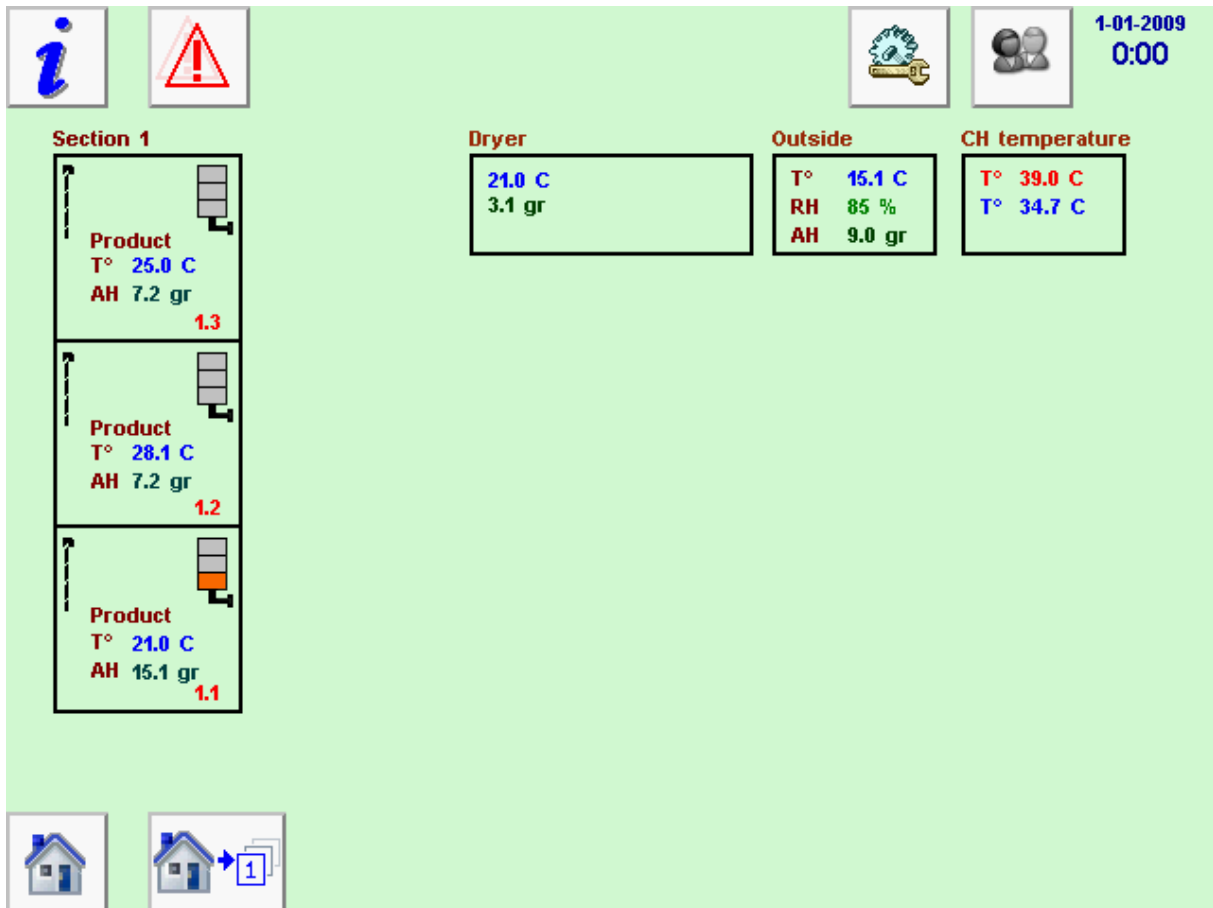 1-01-2009
0:00
Section 1
Product
T° 25.0 C
AH 7.2 gr
1.3
Product
T° 28.1 C
AH 7.2 gr
1.2
Product
T° 21.0 C
AH 15.1 gr
1.1
Dryer
21.0 C
3.1 gr
Outside
T° 15.1 C
RH 85 %
AH 9.0 gr
CH temperature
T° 39.0 C
T° 34.7 C
1